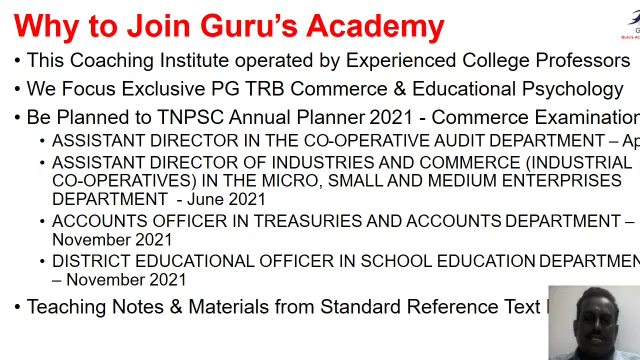 Why to Join Guru's Academy
• This Coaching Institute operated by Experienced College Professors
• We Focus Exclusive PG TRB Commerce & Educational Psychology
• Be Planned to TNPSC Annual Planner 2021 - Commerce Examination
• ASSISTANT DIRECTOR IN THE CO-OPERATIVE AUDIT DEPARTMENT –
• ASSISTANT DIRECTOR OF INDUSTRIES AND COMMERCE (INDUSTRIAL
CO-OPERATIVES) IN THE MICRO, SMALL AND MEDIUM ENTERPRISES
DEPARTMENT - June 2021
• ACCOUNTS OFFICER IN TREASURIES AND ACCOUNTS DEPARTMENT –
November 2021
• DISTRICT EDUCATIONAL OFFICER IN SCHOOL EDUCATION DEPARTMEN
– November 2021
• Teaching Notes & Materials from Standard Reference Text